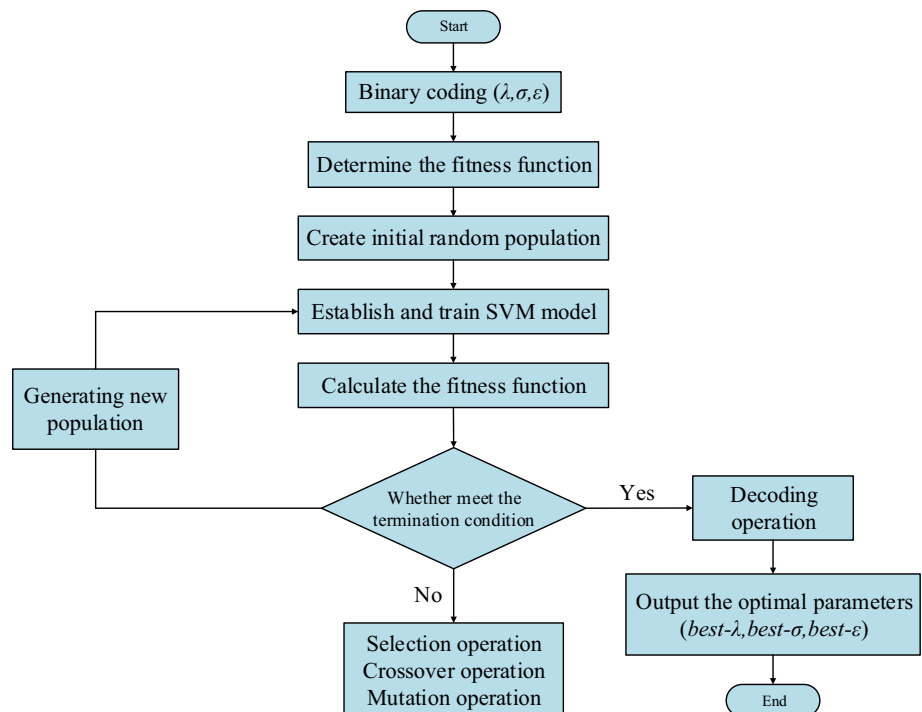 Start
Binary coding (λ,σ,ε)
Determine the fitness function
Create initial random population
Establish and train SVM model
Calculate the fitness function
Generating new
population
Whether meet the
termination condition
Yes
Decoding
operation
No
Output the optimal parameters
(best-λ,best-σ,best-ε)
Selection operation
Crossover operation
Mutation operation
End